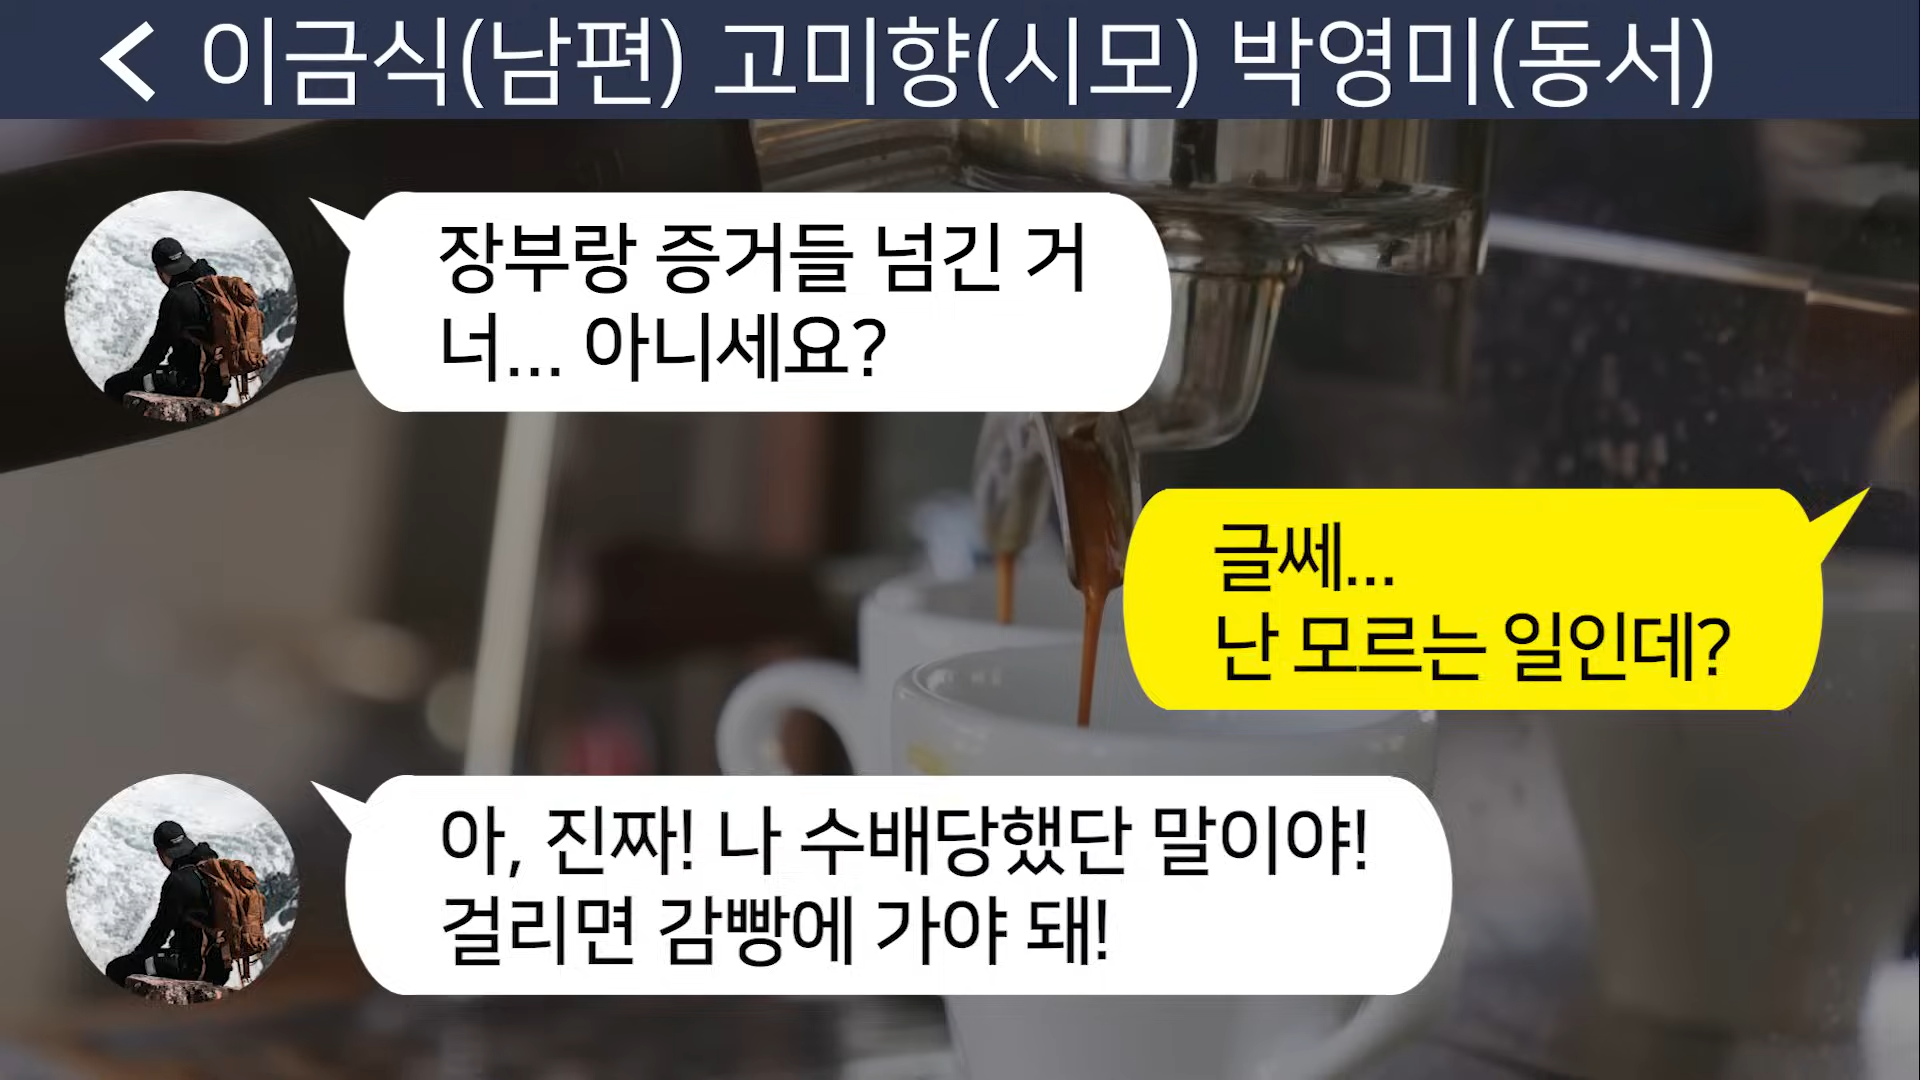 이금식(남편) 고미향(시모) 박영미(동서)
장부랑 증거들 넘긴 거
너... 아니세요?
글쎄...
난 모르는 일인데?
아, 진짜! 나 수배당했단 말이야!
걸리면 감빵에 가야 돼!